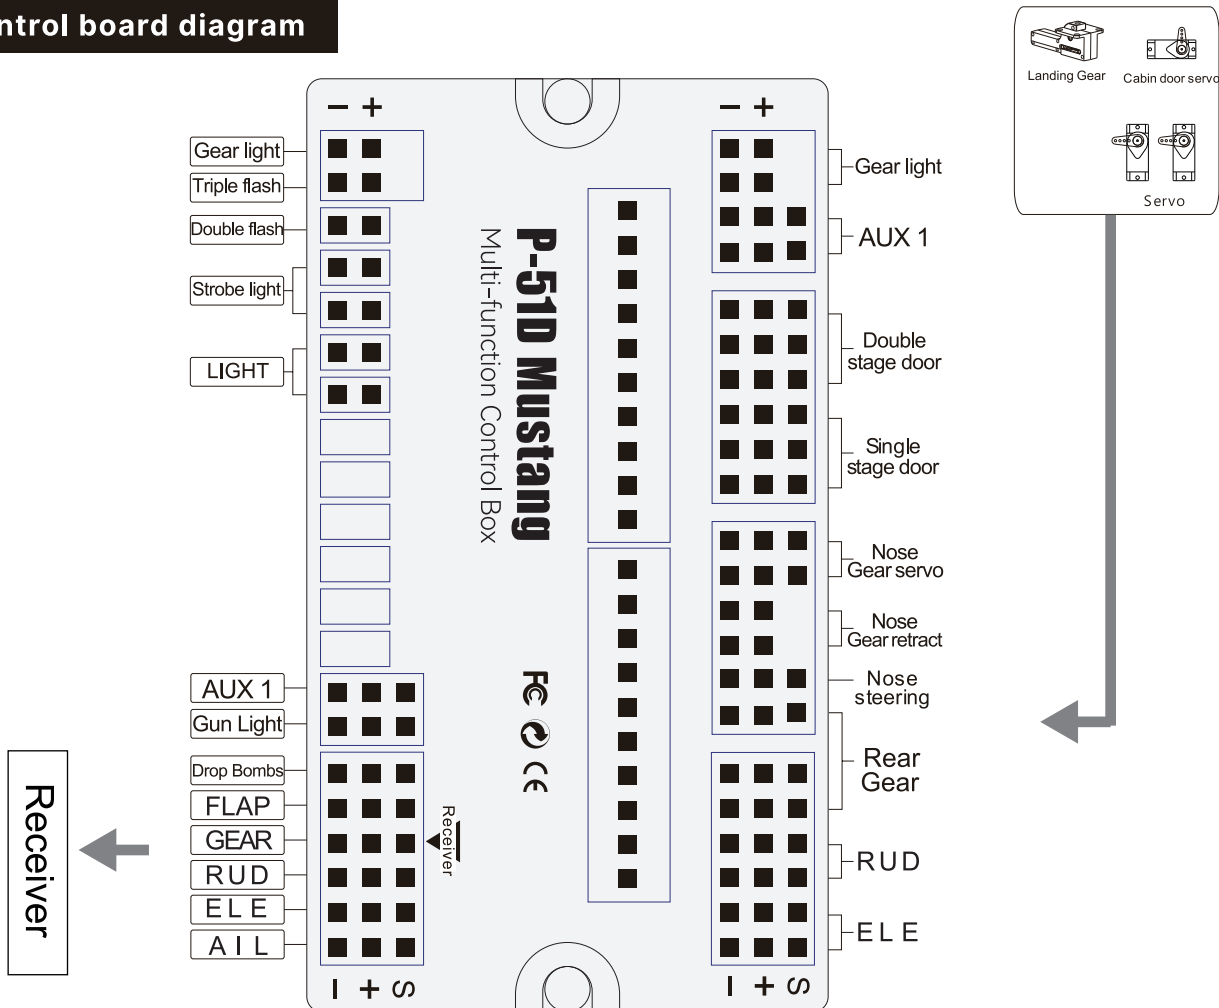 ntrol board diagram
Landing Gear
Cabin door servo
Servo
− +
Gear light
Triple flash
Double flash
Strobe light
LIGHT
AUX 1
Gun Light
Drop Bombs
FLAP
GEAR
RUD
ELE
AIL
− + S
Receiver
Receiver
P-51D Mustang
Multi-function Control Box
FC
CE
− +
Gear light
AUX 1
Double
stage door
Single
stage door
Nose
Gear servo
Nose
Gear retract
Nose
steering
Rear
Gear
RUD
ELE
− + S